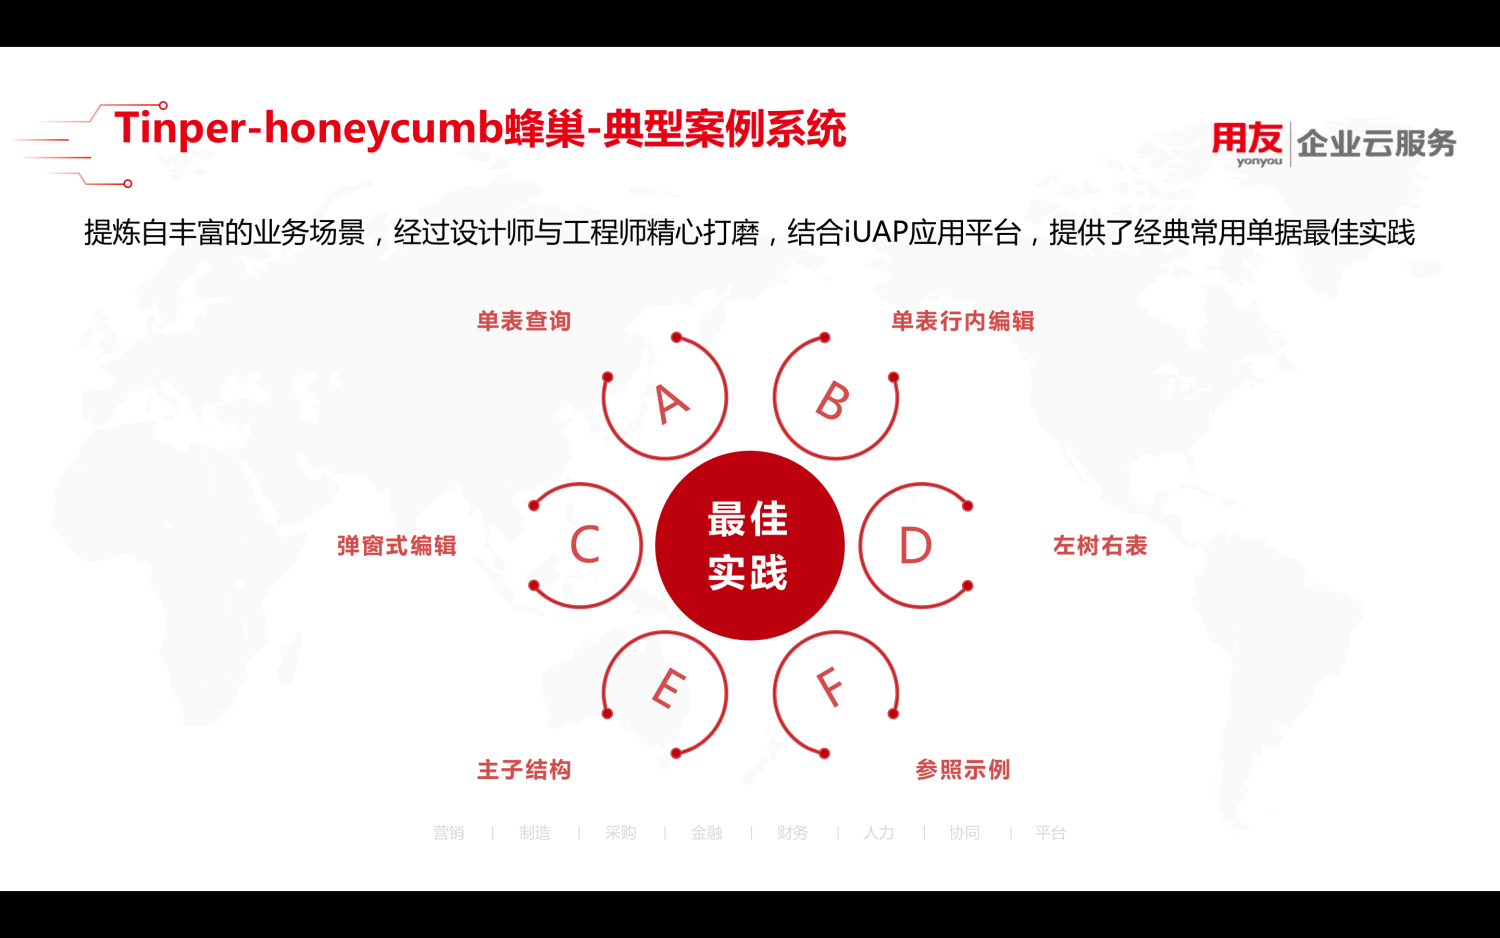 Tinper-honeycumb蜂巢-典型案例系统
用友
yonyou
企业云服务
提炼自丰富的业务场景，经过设计师与工程师精心打磨，结合iUAP应用平台，提供了经典常用单据最佳实践
单表查询
单表行内编辑
A
B
弹窗式编辑
C
最佳
实践
D
左树右表
E
F
主子结构
参照示例
营销 | 制造 | 采购 | 金融 | 财务 | 人力 | 协同 | 平台